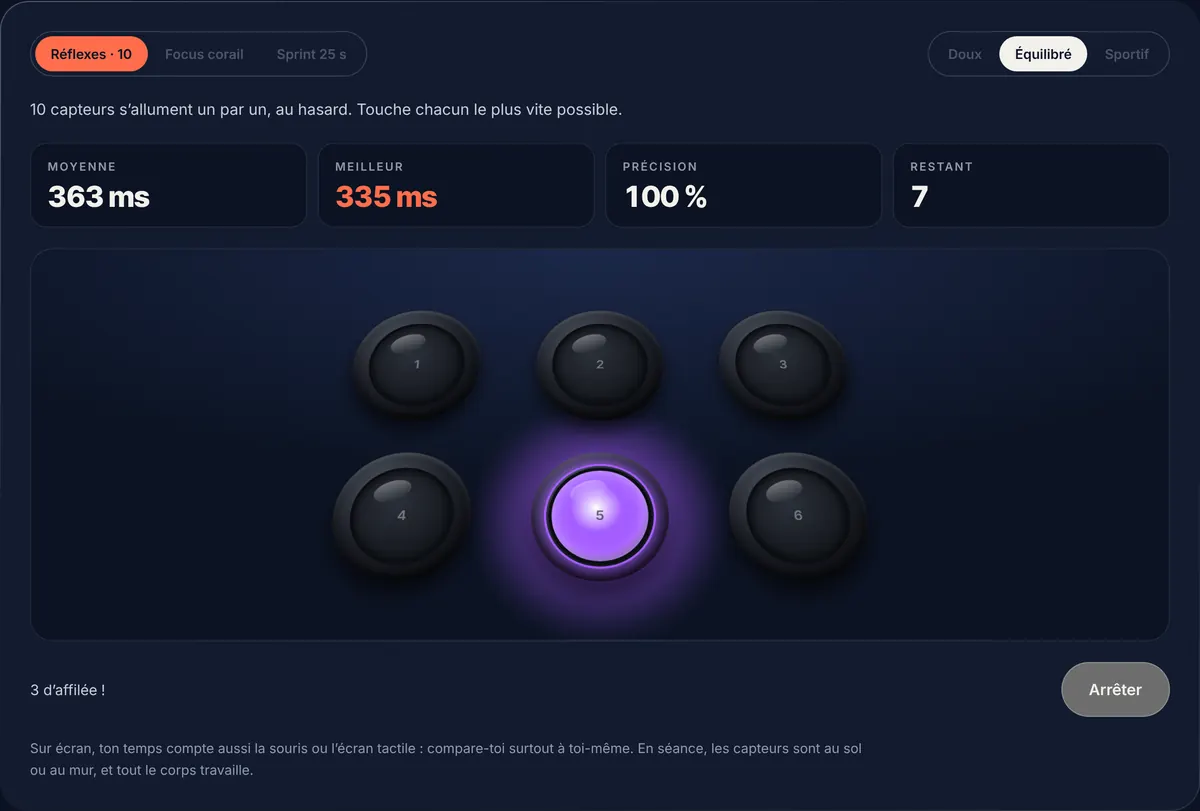 Réflexes · 10
Focus corail
Sprint 25 s
Doux
Équilibré
Sportif
10 capteurs s’allument un par un, au hasard. Touche chacun le plus vite possible.
MOYENNE
363 ms
MEILLEUR
335 ms
PRÉCISION
100 %
RESTANT
7
1
2
3
4
5
6
3 d’affilée !
Arrêter
Sur écran, ton temps compte aussi la souris ou l’écran tactile : compare-toi surtout à toi-même. En séance, les capteurs sont au sol
ou au mur, et tout le corps travaille.